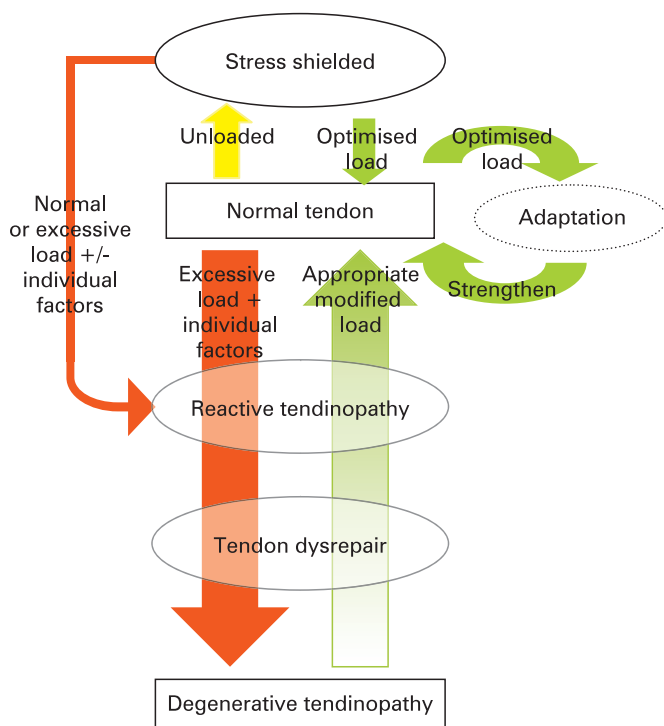 Stress shielded
Unloaded
Optimised
load
Optimised
load
Normal
or excessive
load +/-
individual
factors
Normal tendon
Adaptation
Excessive
load +
individual
factors
Appropriate
modified
load
Strengthen
Reactive tendinopathy
Tendon dysrepair
Degenerative tendinopathy